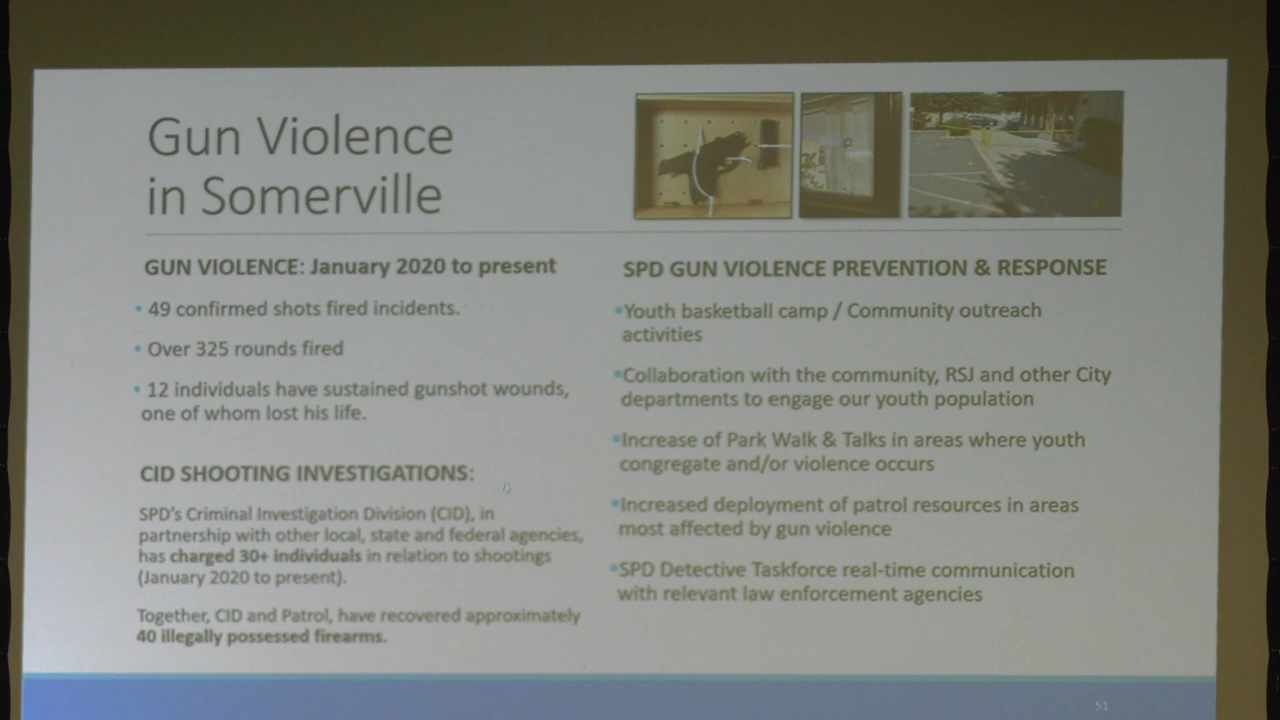 Gun Violence
in Somerville
GUN VIOLENCE: January 2020 to present
• 49 confirmed shots fired incidents.
• Over 325 rounds fired
• 12 individuals have sustained gunshot wounds,
one of whom lost his life.
CID SHOOTING INVESTIGATIONS:
SPD's Criminal Investigation Division (CID), in
partnership with other local, state and federal agencies,
has charged 30+ individuals in relation to shootings
(January 2020 to present).
Together, CID and Patrol, have recovered approximately
40 illegally possessed firearms.
SPD GUN VIOLENCE PREVENTION & RESPONSE
▪Youth basketball camp / Community outreach
activities
▪Collaboration with the community, RSJ and other City
departments to engage our youth population
▪Increase of Park Walk & Talks in areas where youth
congregate and/or violence occurs
▪Increased deployment of patrol resources in areas
most affected by gun violence
▪SPD Detective Taskforce real-time communication
with relevant law enforcement agencies
51